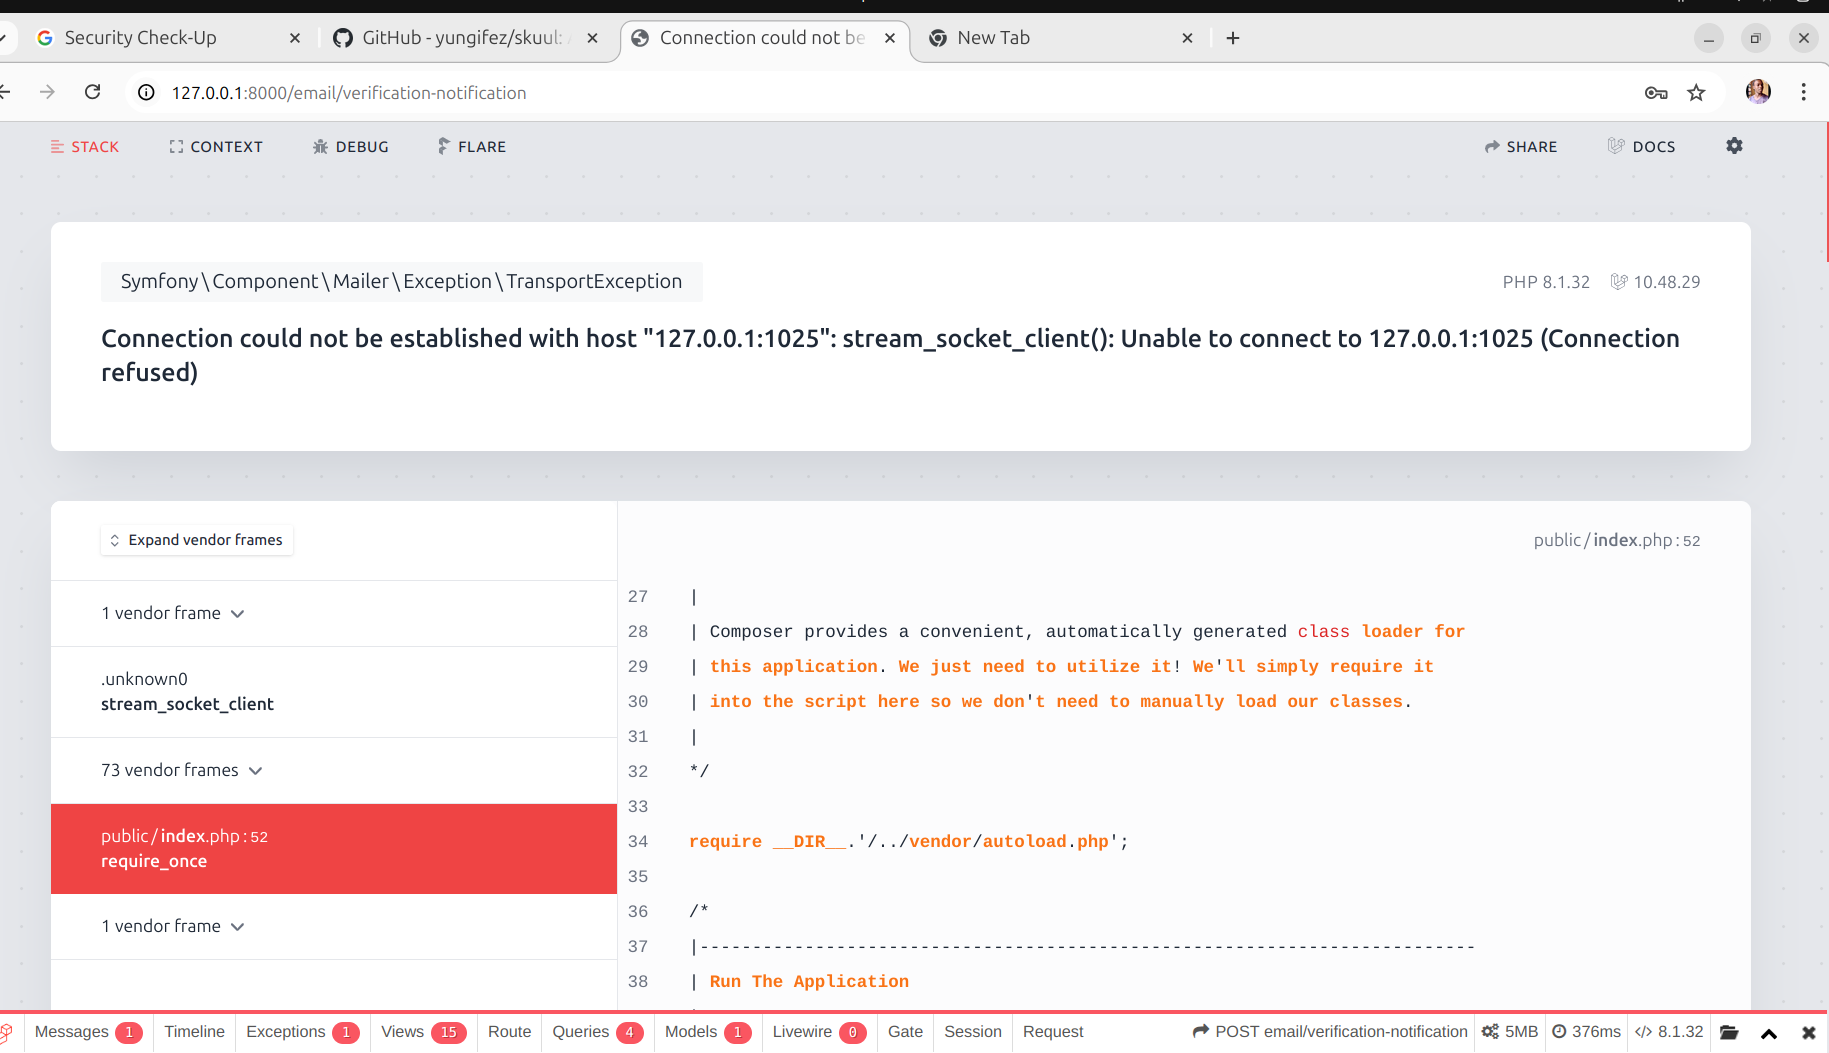 Security Check-Up
GitHub - yungifez/skuul:
Connection could not be
New Tab
127.0.0.1:8000/email/verification-notification
STACK
CONTEXT
DEBUG
FLARE
SHARE
DOCS
Symfony\Component\Mailer\Exception\TransportException
PHP 8.1.32
10.48.29
Connection could not be established with host "127.0.0.1:1025": stream_socket_client(): Unable to connect to 127.0.0.1:1025 (Connection
refused)
Expand vendor frames
public/index.php:52
1 vendor frame
.unknown0
stream_socket_client
73 vendor frames
public/index.php:52
require_once
1 vendor frame
27 |
28 | Composer provides a convenient, automatically generated class loader for
29 | this application. We just need to utilize it! We'll simply require it
30 | into the script here so we don't need to manually load our classes.
31 |
32 */
33
34 require __DIR__.'/../vendor/autoload.php';
35
36 /*
37 |--------------------------------------------------------------------------
38 | Run The Application
Messages 1
Timeline
Exceptions 1
Views 15
Route
Queries 4
Models 1
Livewire 0
Gate
Session
Request
POST email/verification-notification
5MB
376ms
</> 8.1.32